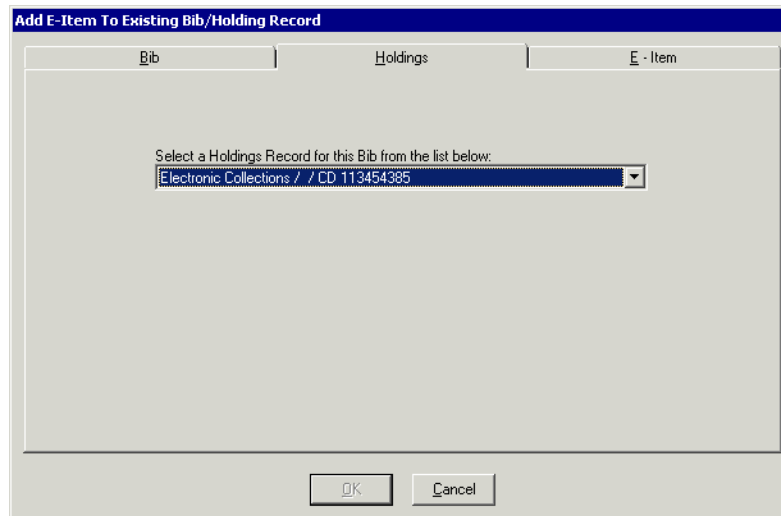 Add E-Item To Existing Bib/Holding Record
Bib Holdings E - Item
Select a Holdings Record for this Bib from the list below:
Electronic Collections / / CD 113454385
OK Cancel